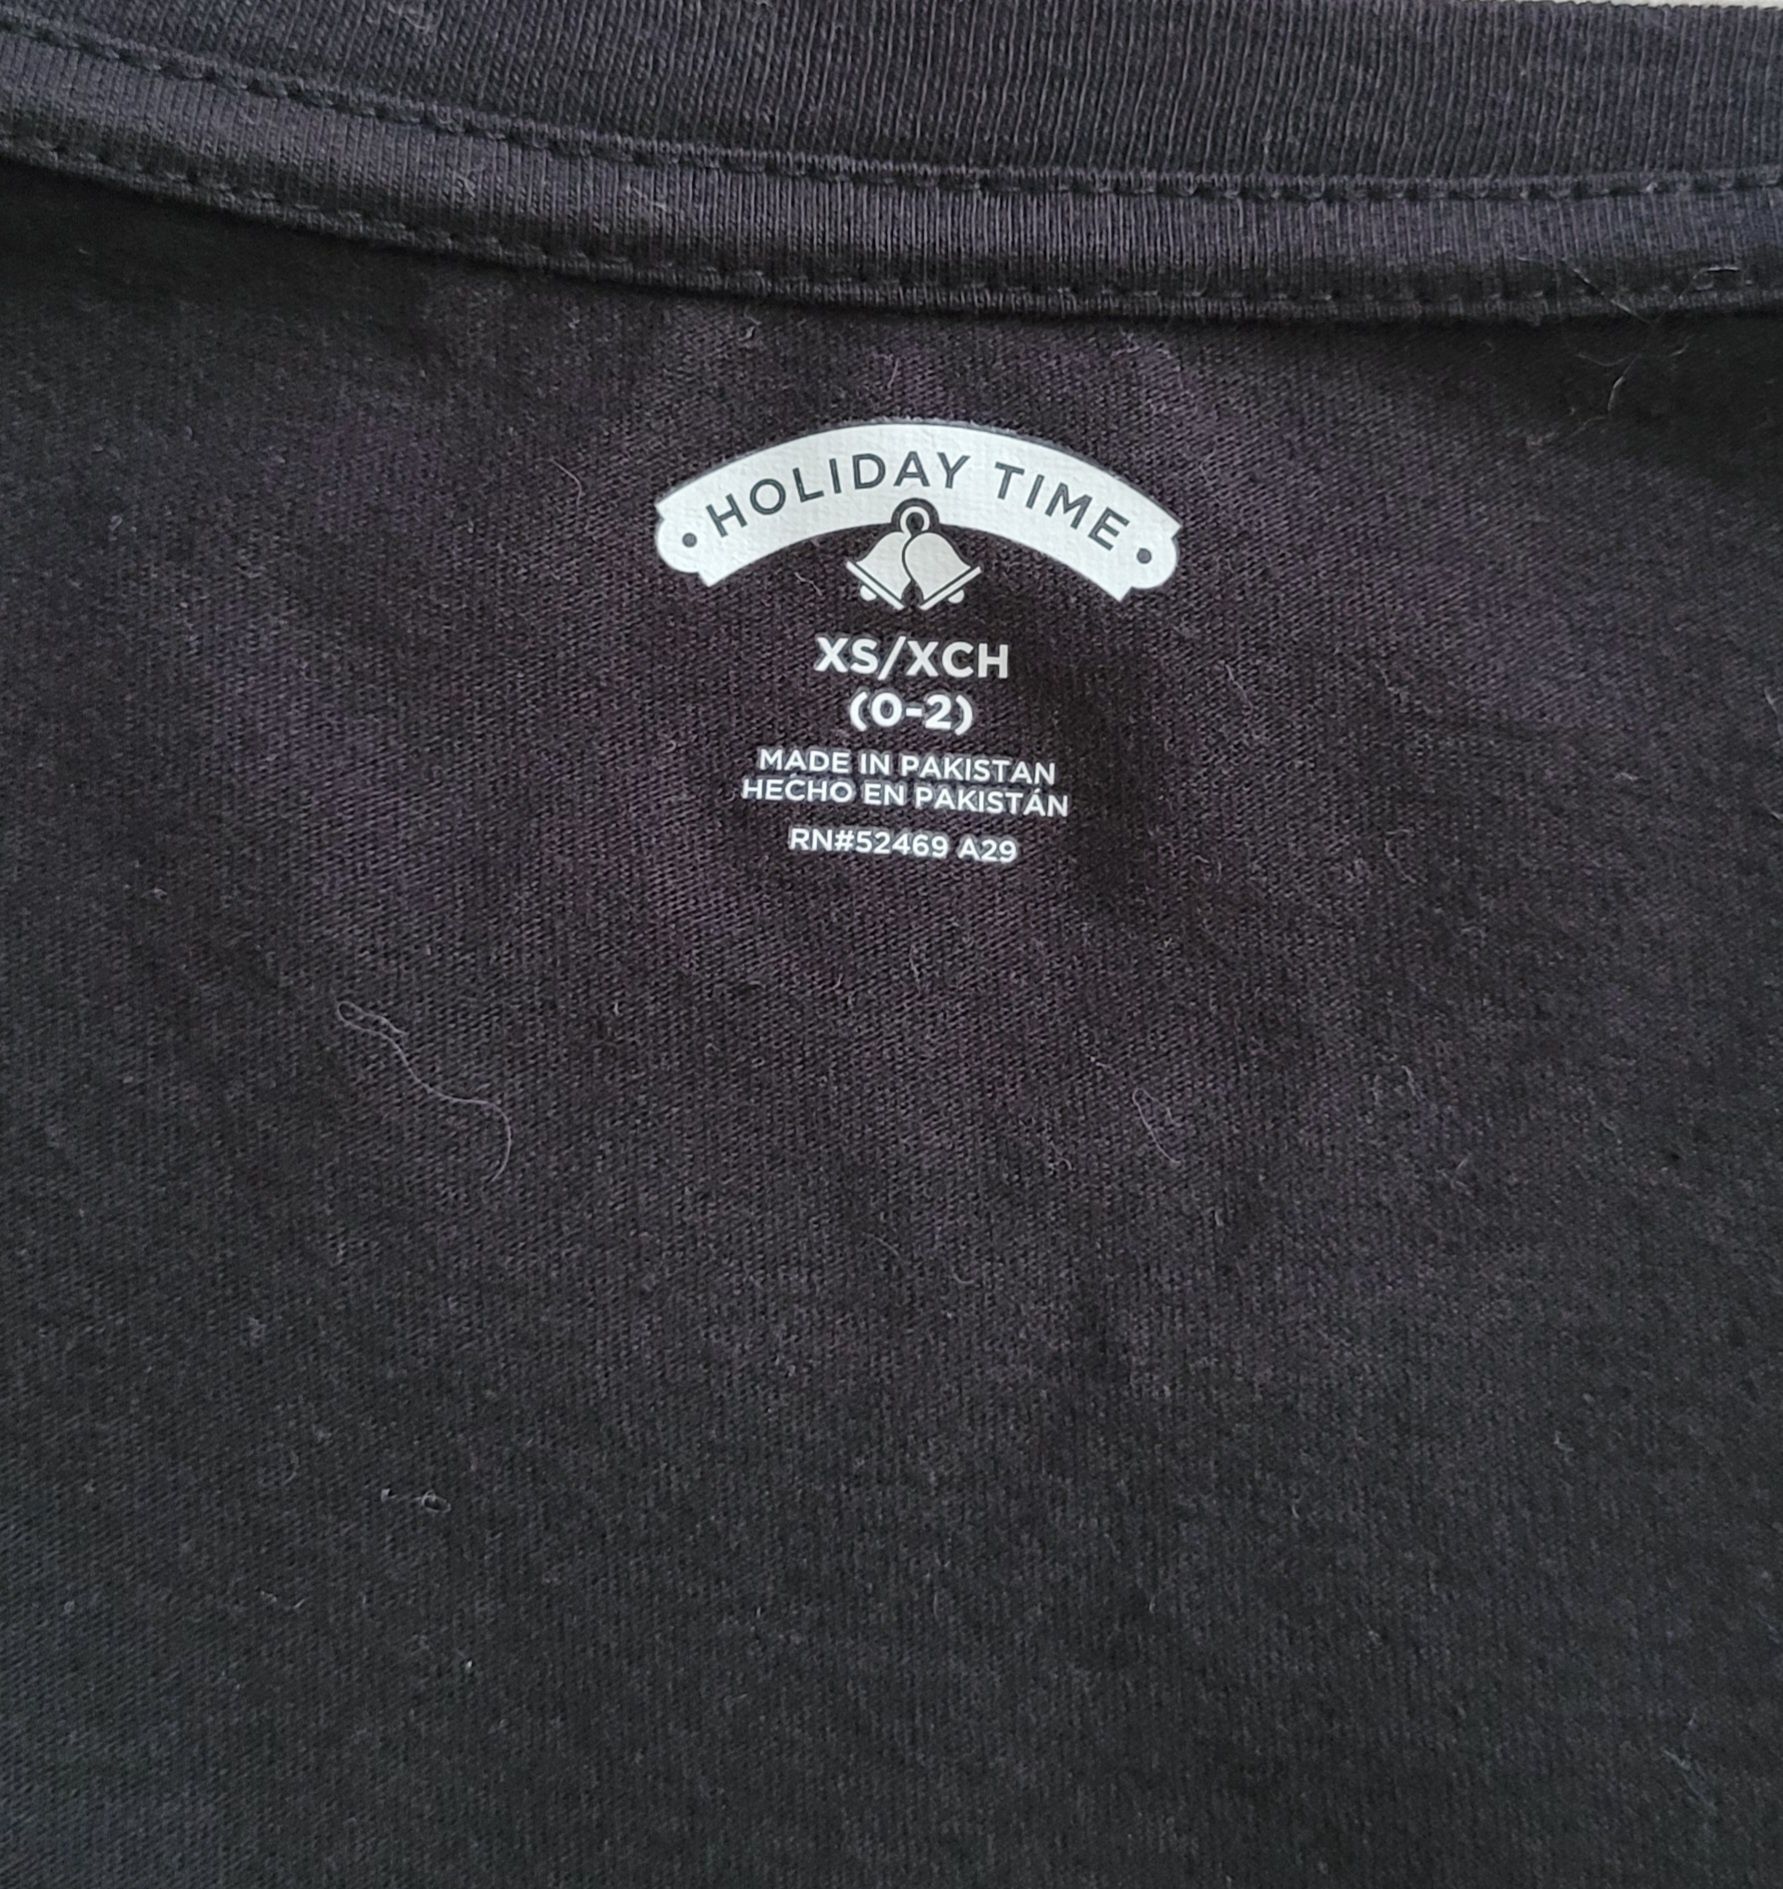 HOLIDAY TIME
XS/XCH
(0-2)
MADE IN PAKISTAN
HECHO EN PAKISTÁN
RN#52469 A29